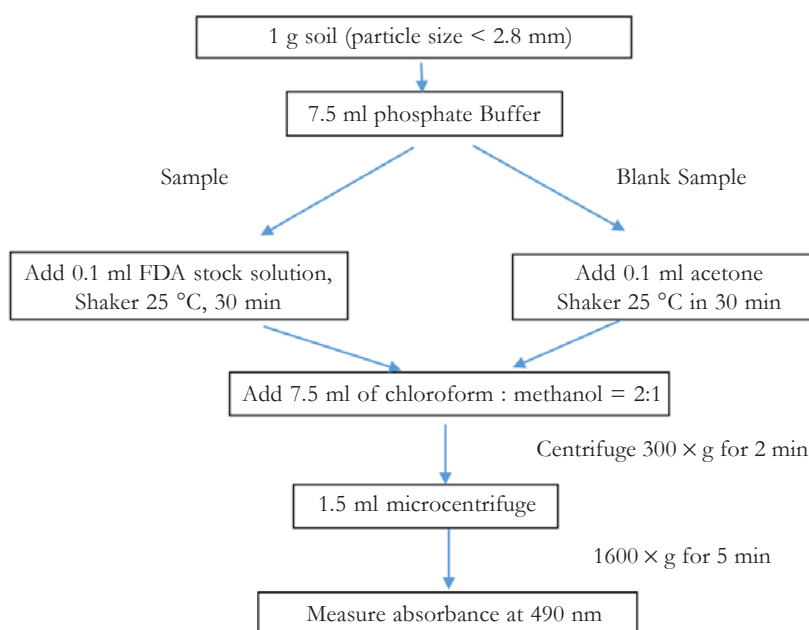 1 g soil (particle size < 2.8 mm)
7.5 ml phosphate Buffer
Sample
Blank Sample
Add 0.1 ml FDA stock solution,
Shaker 25 °C, 30 min
Add 0.1 ml acetone
Shaker 25 °C in 30 min
Add 7.5 ml of chloroform : methanol = 2:1
Centrifuge 300 × g for 2 min
1.5 ml microcentrifuge
1600 × g for 5 min
Measure absorbance at 490 nm